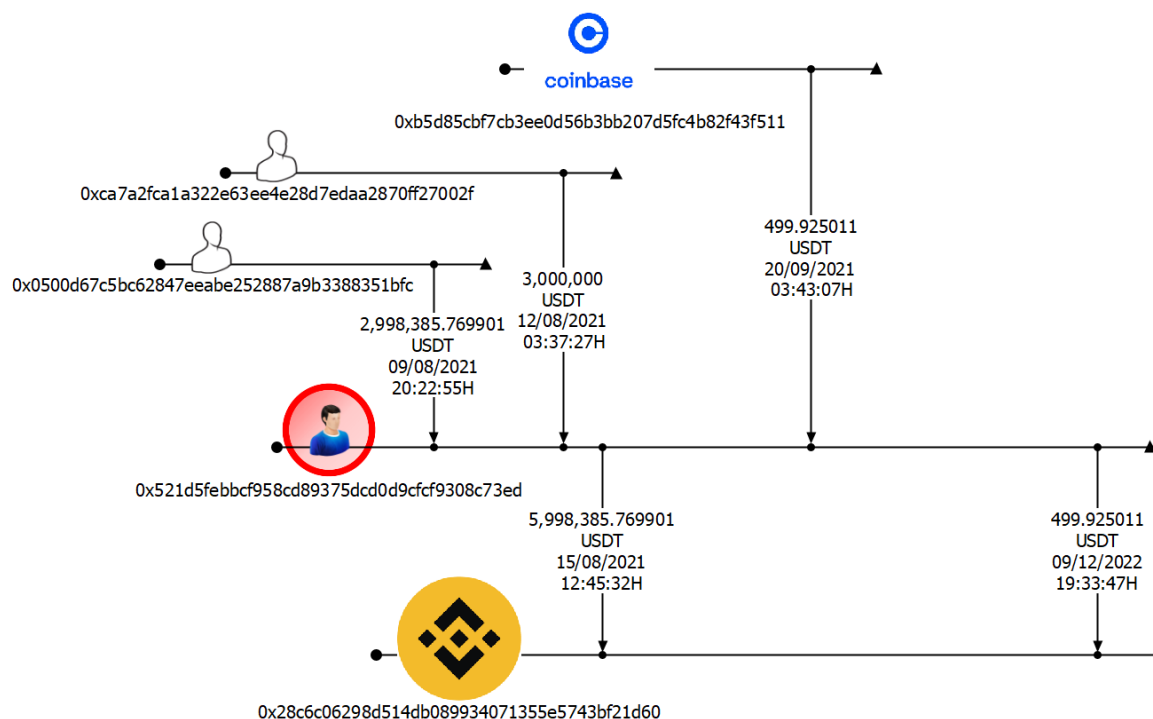 coinbase
0xb5d85cbf7cb3ee0d56b3bb207d5fc4b82f43f511
0xca7a2fca1a322e63ee4e28d7edaa2870ff27002f
499.925011
USDT
20/09/2021
03:43:07H
0x0500d67c5bc62847eeabe252887a9b3388351bfc
3,000,000
USDT
12/08/2021
03:37:27H
2,998,385.769901
USDT
09/08/2021
20:22:55H
0x521d5febbcf958cd89375dcd0d9cfcf9308c73ed
5,998,385.769901
USDT
15/08/2021
12:45:32H
499.925011
USDT
09/12/2022
19:33:47H
0x28c6c06298d514db089934071355e5743bf21d60